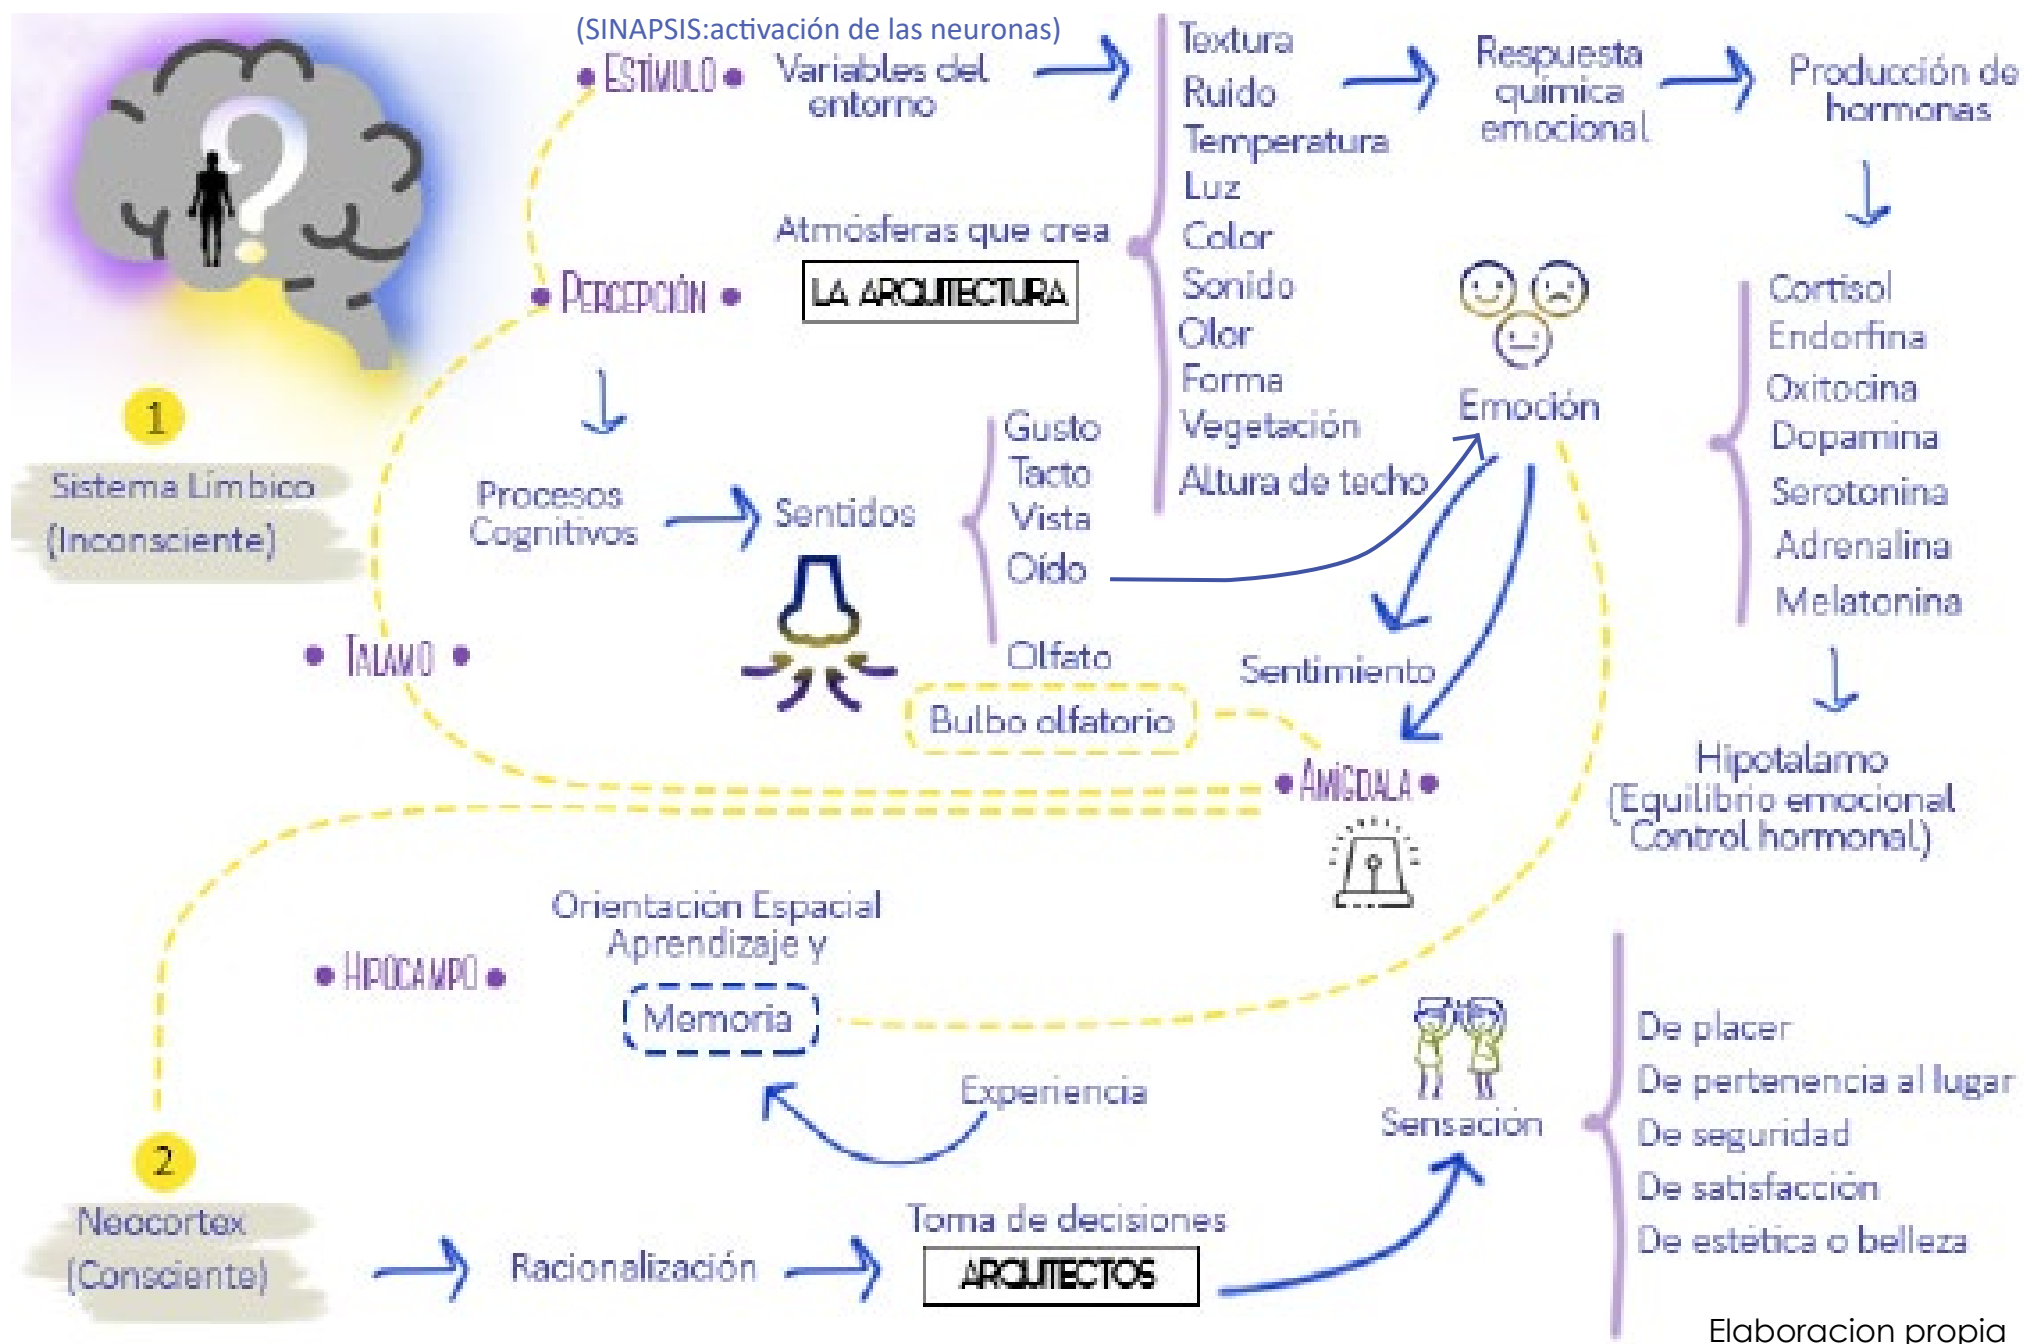 (SINAPSIS:activación de las neuronas)
ESTÍMULO
Variables del
entorno
Textura
Ruido
Temperatura
Luz
Color
Sonido
Olor
Forma
Vegetación
Altura de techo
Respuesta
química
emocional
Producción de
hormonas
Atmósferas que crea
LA ARQUITECTURA
PERCEPCIÓN
Cortisol
Endorfina
Oxitocina
Dopamina
Serotonina
Adrenalina
Melatonina
Emoción
1
Sistema Límbico
(Inconsciente)
Procesos
Cognitivos
Sentidos
Gusto
Tacto
Vista
Oído
Olfato
Bulbo olfatorio
TALAMO
Sentimiento
AMÍGDALA
Hipotalamo
(Equilibrio emocional
Control hormonal)
Orientación Espacial
Aprendizaje y
Memoria
HIPOCAMPO
Experiencia
Sensación
De placer
De pertenencia al lugar
De seguridad
De satisfacción
De estética o belleza
2
Neocortex
(Consciente)
Racionalización
Toma de decisiones
ARQUITECTOS
Elaboracion propia